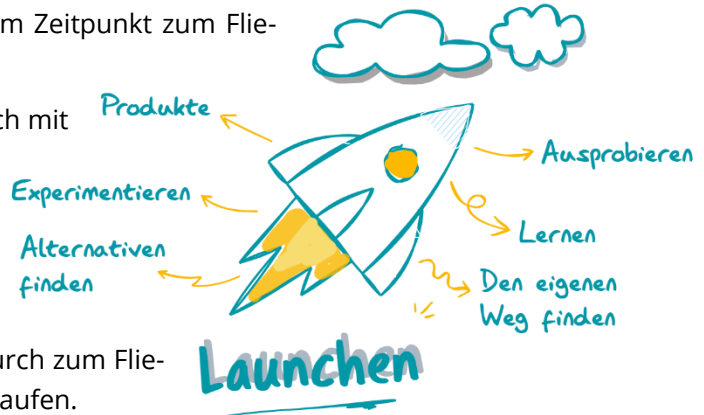 m Zeitpunkt zum Flie-
ch mit
Produkte
Experimentieren
Alternativen
finden
Ausprobieren
Lernen
Den eigenen
Weg finden
urch zum Flie-
aufen.
Launchen